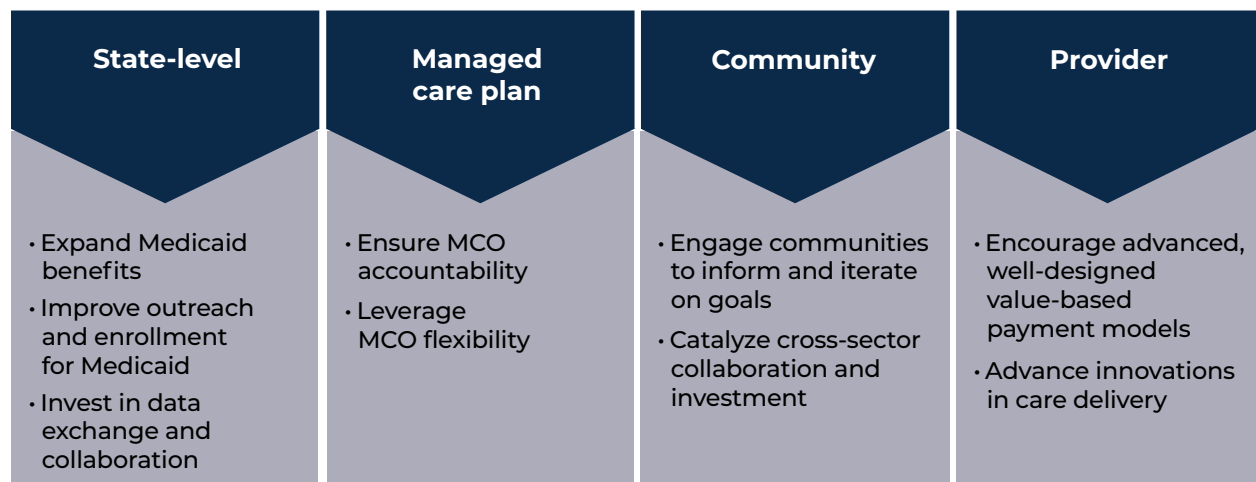 State-level
• Expand Medicaid
benefits
• Improve outreach
and enrollment
for Medicaid
• Invest in data
exchange and
collaboration
Managed
care plan
• Ensure MCO
accountability
• Leverage
MCO flexibility
Community
• Engage communities
to inform and iterate
on goals
• Catalyze cross-sector
collaboration and
investment
Provider
• Encourage advanced,
well-designed
value-based
payment models
• Advance innovations
in care delivery